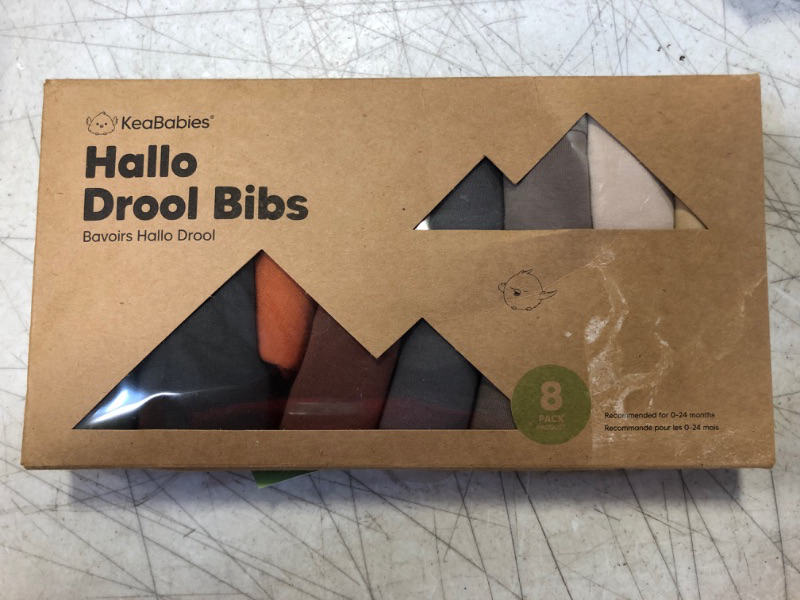 KeaBabies®
Hallo
Drool Bibs
Bavoirs Hallo Drool
8
PACK
Recommended for 0-24 months
Recommandé pour les 0-24 mois